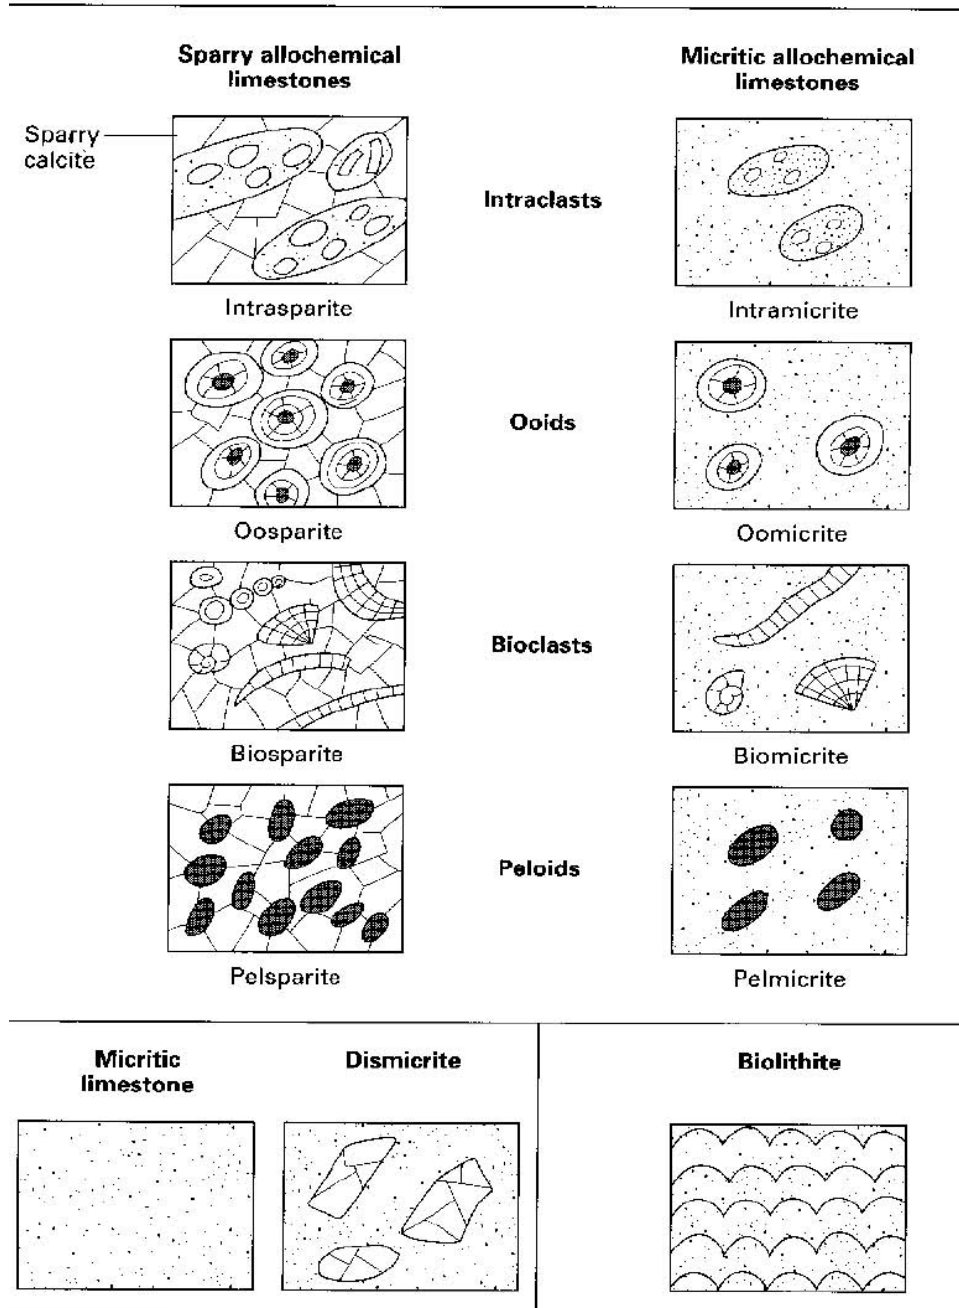 Sparry allochemical
limestones
Micritic allochemical
limestones
Sparry
calcite
Intraclasts
Intrasparite
Intramicrite
Ooids
Oosparite
Oomicrite
Bioclasts
Biosparite
Biomicrite
Peloids
Pelsparite
Pelmicrite
Micritic
limestone
Dismicrite
Biolithite